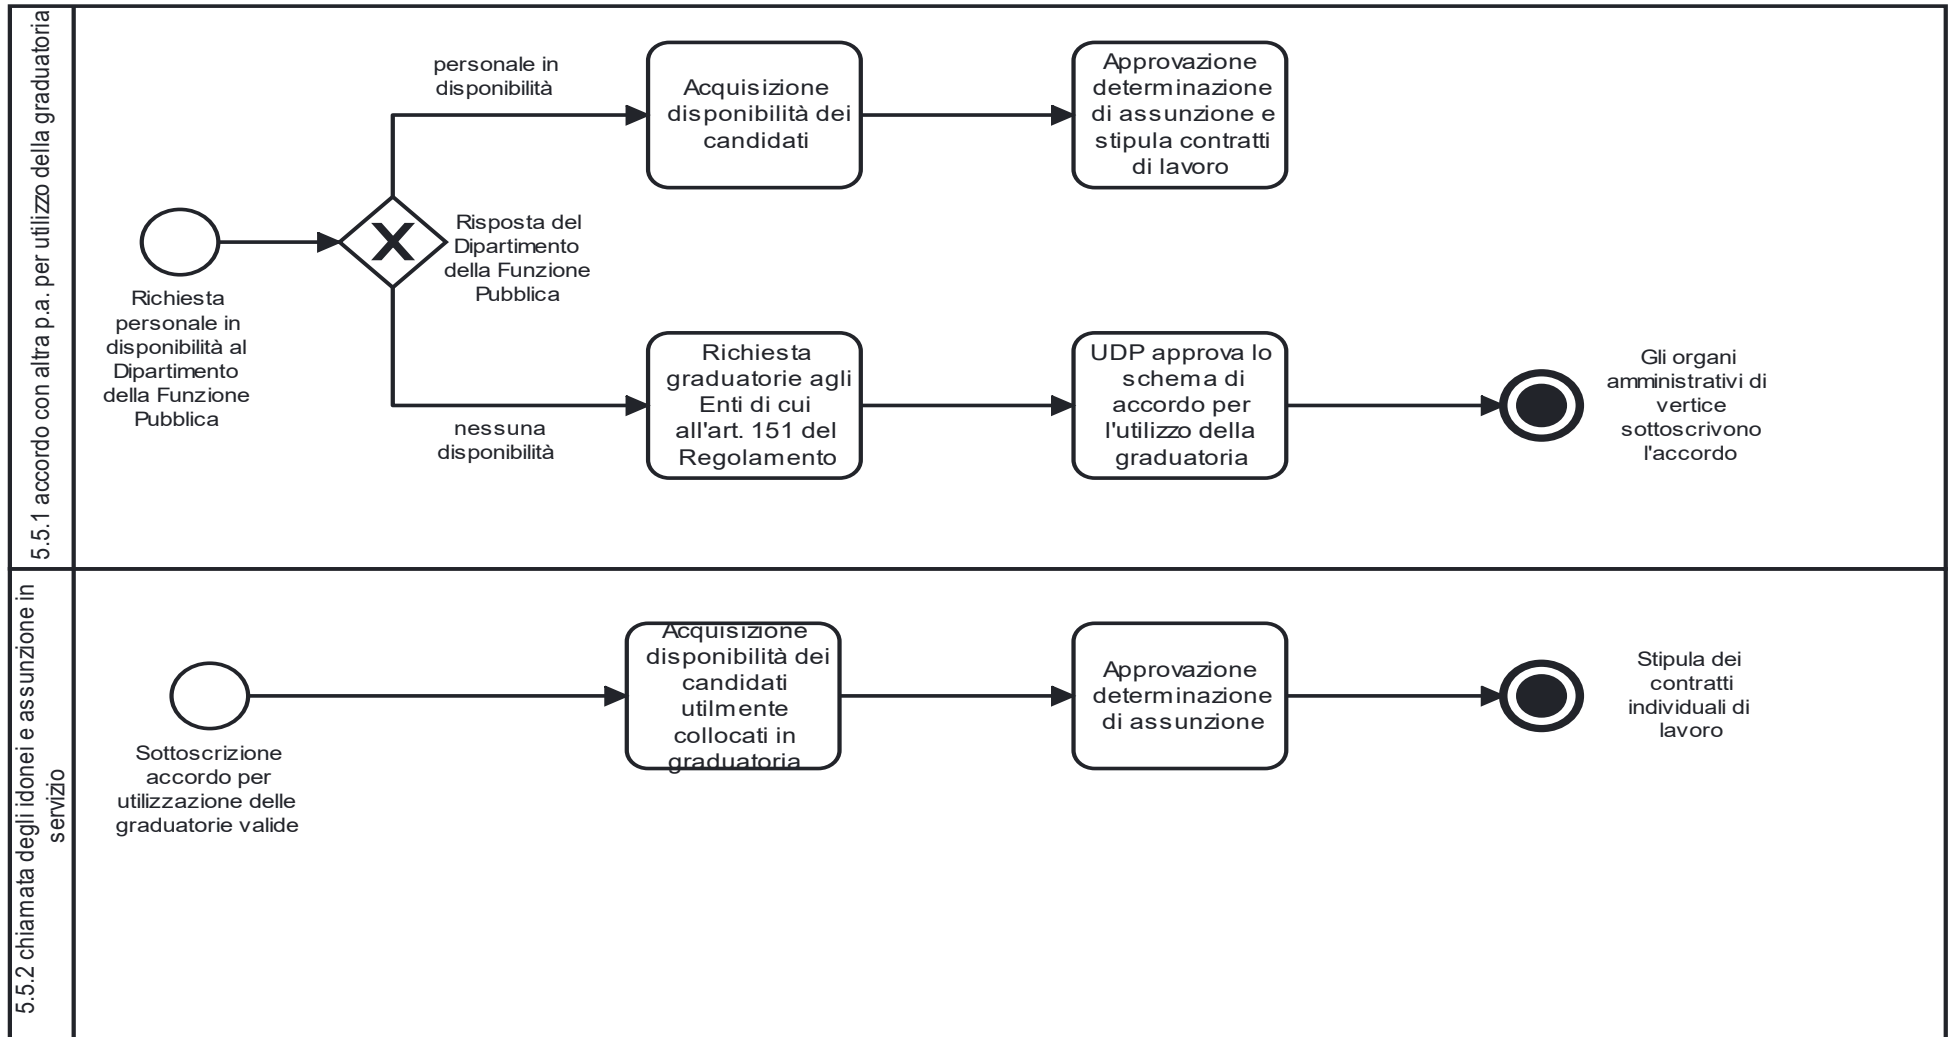 5.5.1 accordo con altra p.a. per utilizzo della graduatoria
personale in
disponibilità
Acquisizione
disponibilità dei
candidati
Approvazione
determinazione
di assunzione e
stipula contratti
di lavoro
Richiesta
personale in
disponibilità al
Dipartimento
della Funzione
Pubblica
X
Risposta del
Dipartimento
della Funzione
Pubblica
nessuna
disponibilità
Richiesta
graduatorie agli
Enti di cui
all'art. 151 del
Regolamento
UDP approva lo
schema di
accordo per
l'utilizzo della
graduatoria
Gli organi
amministrativi di
vertice
sottoscrivono
l'accordo
5.5.2 chiamata degli idonei e assunzione in
servizio
Sottoscrizione
accordo per
utilizzazione delle
graduatorie valide
Acquisizione
disponibilità dei
candidati
utilmente
collocati in
graduatoria
Approvazione
determinazione
di assunzione
Stipula dei
contratti
individuali di
lavoro